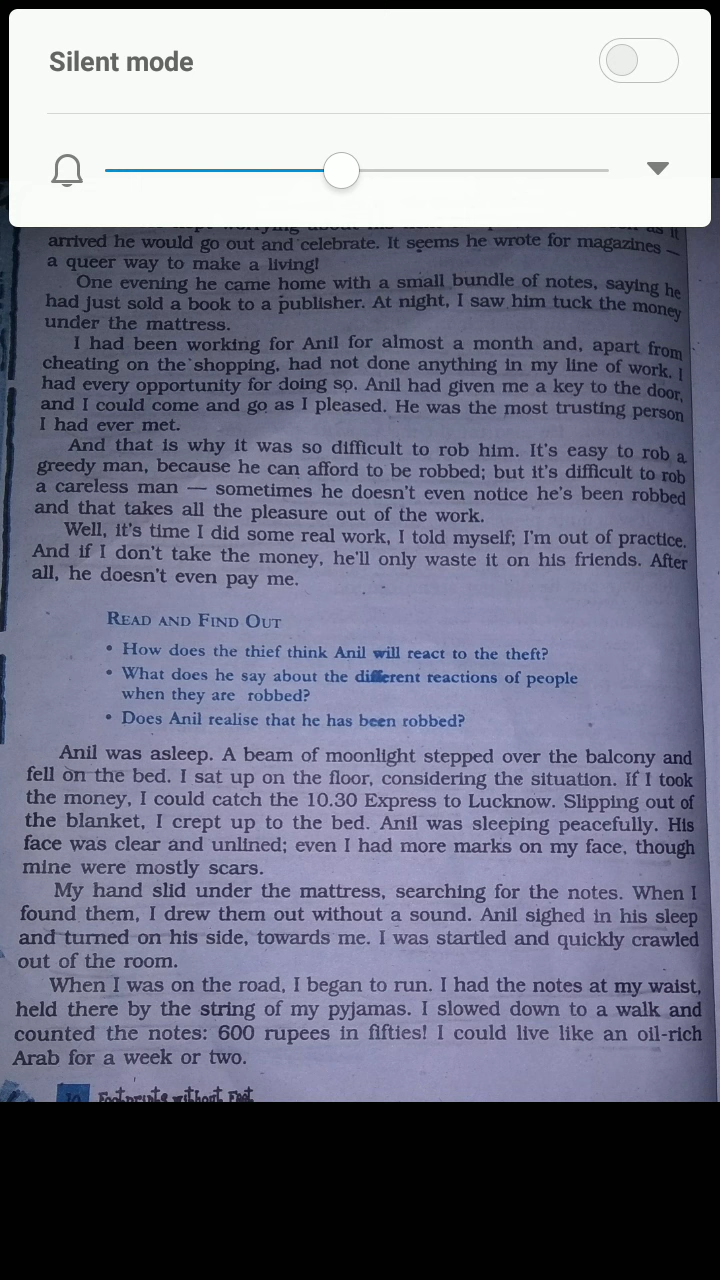 Silent mode
arrived he would go out and celebrate. It seems he wrote for magazines —
a queer way to make a living!
One evening he came home with a small bundle of notes, saying he
had just sold a book to a publisher. At night, I saw him tuck the money
under the mattress.
I had been working for Anil for almost a month and, apart from
cheating on the shopping, had not done anything in my line of work. I
had every opportunity for doing so. Anil had given me a key to the door,
and I could come and go as I pleased. He was the most trusting person
I had ever met.
And that is why it was so difficult to rob him. It's easy to rob a
greedy man, because he can afford to be robbed; but it's difficult to rob
a careless man — sometimes he doesn't even notice he's been robbed
and that takes all the pleasure out of the work.
Well, it's time I did some real work, I told myself; I'm out of practice.
And if I don't take the money, he'll only waste it on his friends. After
all, he doesn't even pay me.
READ AND FIND OUT
• How does the thief think Anil will react to the theft?
• What does he say about the different reactions of people
when they are robbed?
• Does Anil realise that he has been robbed?
Anil was asleep. A beam of moonlight stepped over the balcony and
fell on the bed. I sat up on the floor, considering the situation. If I took
the money, I could catch the 10.30 Express to Lucknow. Slipping out of
the blanket, I crept up to the bed. Anil was sleeping peacefully. His
face was clear and unlined; even I had more marks on my face, though
mine were mostly scars.
My hand slid under the mattress, searching for the notes. When I
found them, I drew them out without a sound. Anil sighed in his sleep
and turned on his side, towards me. I was startled and quickly crawled
out of the room.
When I was on the road, I began to run. I had the notes at my waist,
held there by the string of my pyjamas. I slowed down to a walk and
counted the notes: 600 rupees in fifties! I could live like an oil-rich
Arab for a week or two.
Footprints without Feet